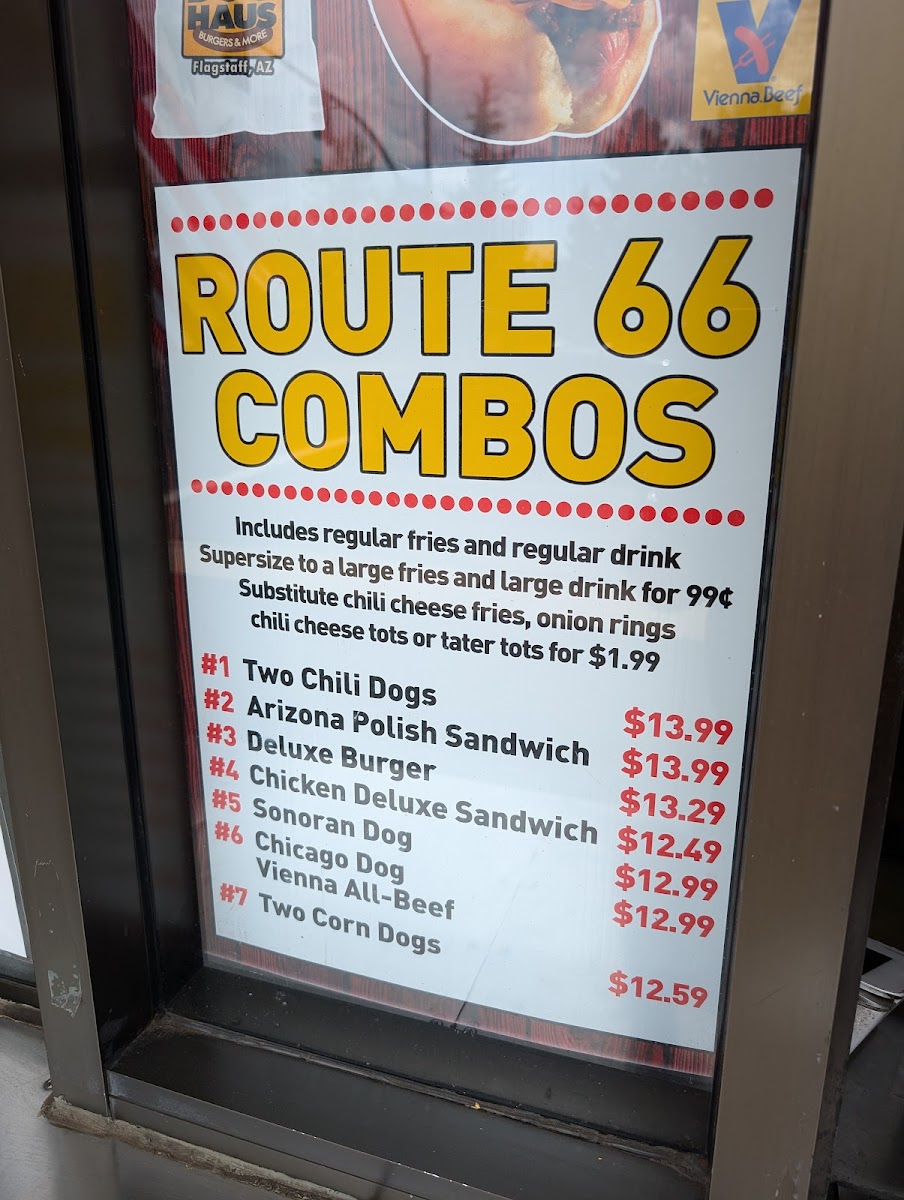 HAUS
BURGERS & MORE
Flagstaff, AZ
V
Vienna® Beef
ROUTE 66
COMBOS
Includes regular fries and regular drink
Supersize to a large fries and large drink for 99¢
Substitute chili cheese fries, onion rings
chili cheese tots or tater tots for $1.99
#1 Two Chili Dogs $13.99
#2 Arizona Polish Sandwich $13.99
#3 Deluxe Burger $13.29
#4 Chicken Deluxe Sandwich $12.49
#5 Sonoran Dog $12.99
#6 Chicago Dog $12.99
Vienna All-Beef
#7 Two Corn Dogs $12.59